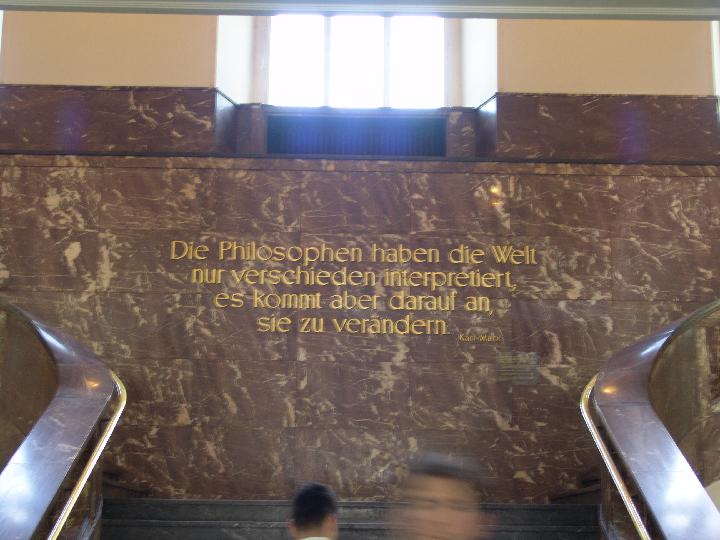 Die Philosophen haben die Welt
nur verschieden interpretiert,
es kommt aber darauf an,
sie zu verändern.
Karl Marx